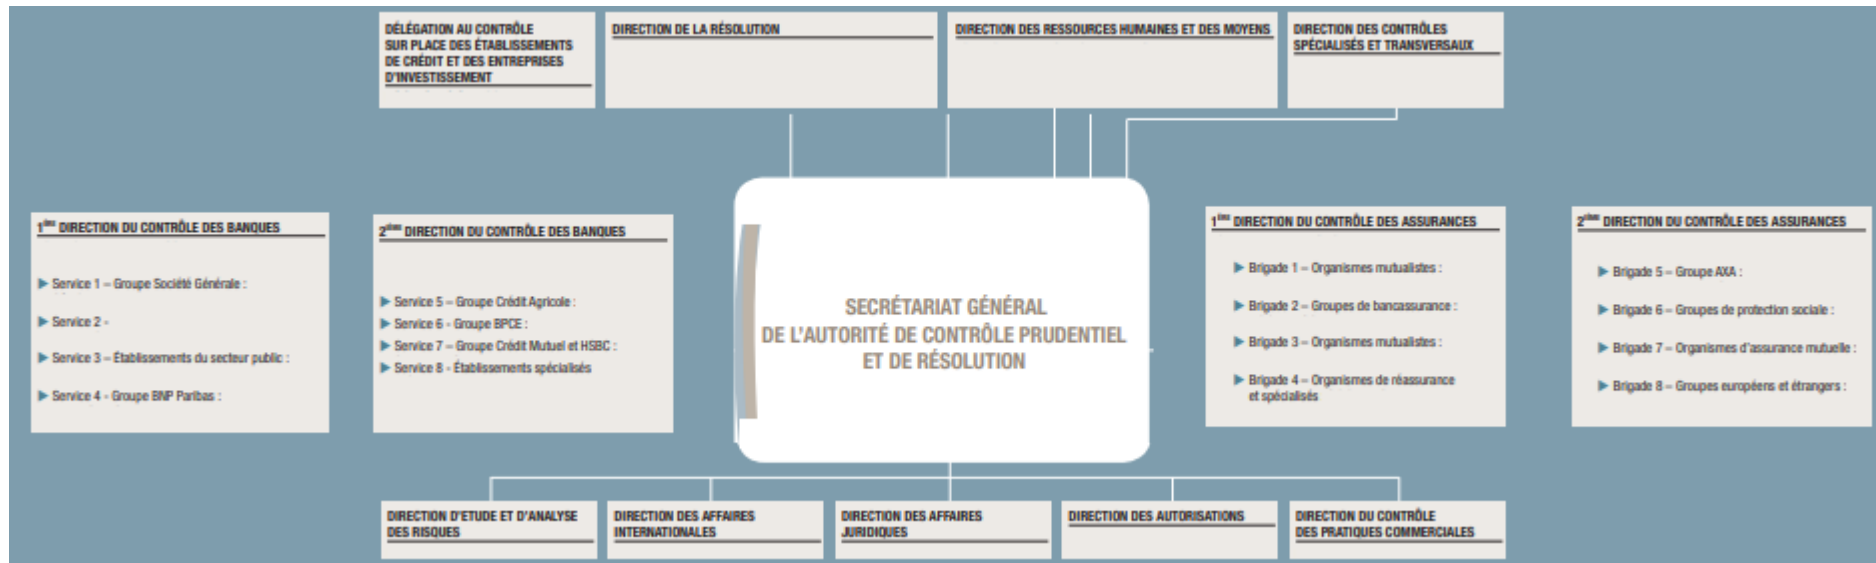 DÉLÉGATION AU CONTRÔLE
SUR PLACE DES ÉTABLISSEMENTS
DE CRÉDIT ET DES ENTREPRISES
D'INVESTISSEMENT
DIRECTION DE LA RÉSOLUTION
DIRECTION DES RESSOURCES HUMAINES ET DES MOYENS
DIRECTION DES CONTRÔLES
SPÉCIALISÉS ET TRANSVERSAUX
1ère DIRECTION DU CONTRÔLE DES BANQUES
▶ Service 1 – Groupe Société Générale :
▶ Service 2 -
▶ Service 3 – Établissements du secteur public :
▶ Service 4 - Groupe BNP Paribas :
2ème DIRECTION DU CONTRÔLE DES BANQUES
▶ Service 5 – Groupe Crédit Agricole :
▶ Service 6 - Groupe BPCE :
▶ Service 7 – Groupe Crédit Mutuel et HSBC :
▶ Service 8 - Établissements spécialisés
SECRÉTARIAT GÉNÉRAL
DE L'AUTORITÉ DE CONTRÔLE PRUDENTIEL
ET DE RÉSOLUTION
1ère DIRECTION DU CONTRÔLE DES ASSURANCES
▶ Brigade 1 – Organismes mutualistes :
▶ Brigade 2 – Groupes de bancassurance :
▶ Brigade 3 – Organismes mutualistes :
▶ Brigade 4 – Organismes de réassurance
et spécialisés
2ème DIRECTION DU CONTRÔLE DES ASSURANCES
▶ Brigade 5 – Groupe AXA :
▶ Brigade 6 – Groupes de protection sociale :
▶ Brigade 7 – Organismes d'assurance mutuelle :
▶ Brigade 8 – Groupes européens et étrangers :
DIRECTION D'ETUDE ET D'ANALYSE
DES RISQUES
DIRECTION DES AFFAIRES
INTERNATIONALES
DIRECTION DES AFFAIRES
JURIDIQUES
DIRECTION DES AUTORISATIONS
DIRECTION DU CONTRÔLE
DES PRATIQUES COMMERCIALES